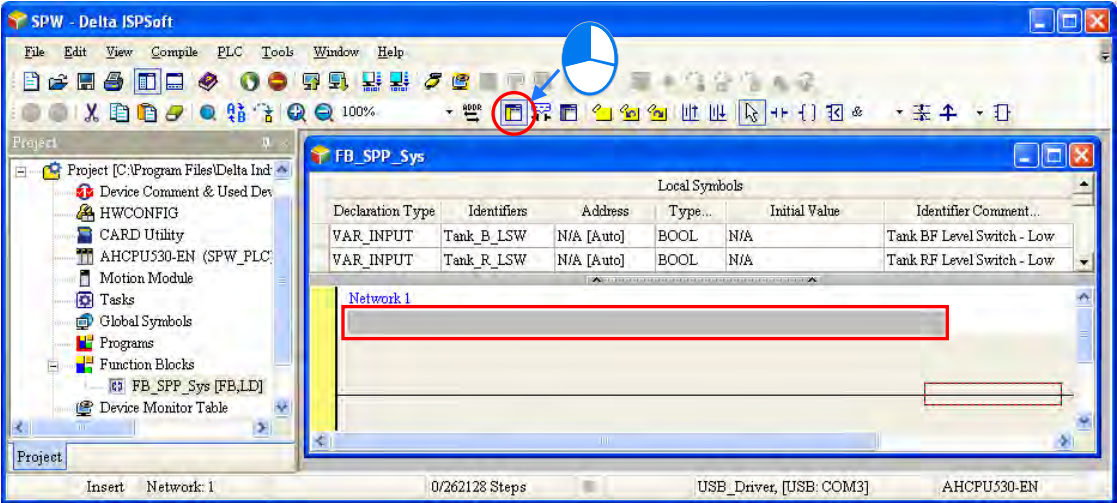 SPW - Delta ISPSoft
File Edit View Compile PLC Tools Window Help
100%
ADDR
Project
Project [C:\Program Files\Delta Ind
Device Comment & Used Dev
HWCONFIG
CARD Utility
AHCPU530-EN (SPW_PLC)
Motion Module
Tasks
Global Symbols
Programs
Function Blocks
FB_SPP_Sys [FB,LD]
Device Monitor Table
Project
FB_SPP_Sys
Local Symbols
Declaration Type Identifiers Address Type... Initial Value Identifier Comment...
VAR_INPUT Tank_B_LSW N/A [Auto] BOOL N/A Tank BF Level Switch - Low
VAR_INPUT Tank_R_LSW N/A [Auto] BOOL N/A Tank RF Level Switch - Low
Network 1
Insert Network: 1 0/262128 Steps USB_Driver, [USB: COM3] AHCPU530-EN